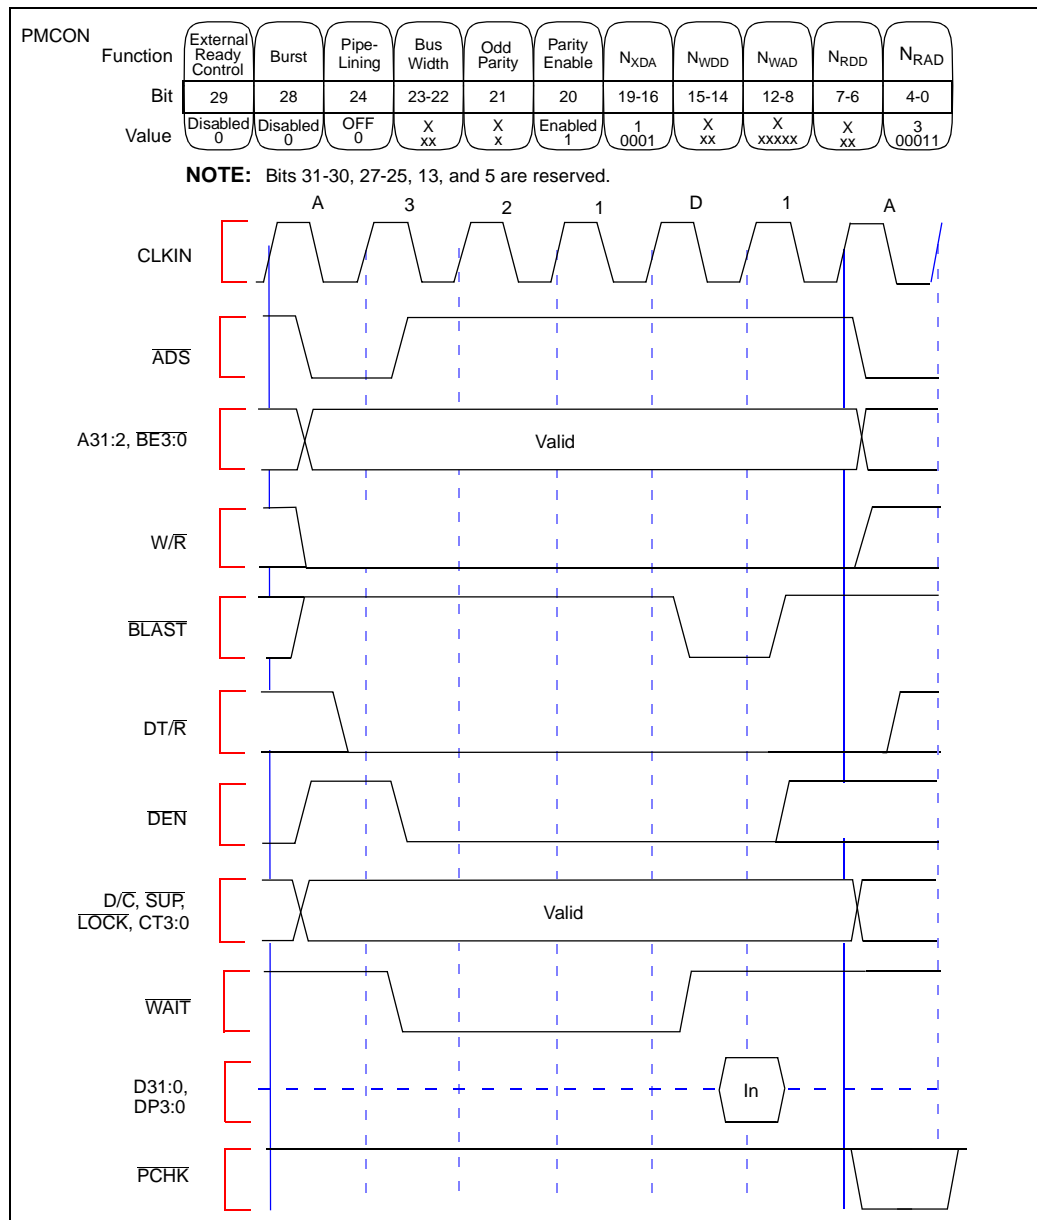 PMCON
Function External Ready Control Burst Pipe-Lining Bus Width Odd Parity Parity Enable NXDA NWDD NWAD NRDD NRAD
Bit 29 28 24 23-22 21 20 19-16 15-14 12-8 7-6 4-0
Value Disabled 0 Disabled 0 OFF 0 X xx X x Enabled 1 1 0001 X xx X xxxxx X xx 3 00011
NOTE: Bits 31-30, 27-25, 13, and 5 are reserved.
A 3 2 1 D 1 A
CLKIN
ADS
A31:2, BE3:0 Valid
W/R
BLAST
DT/R
DEN
D/C, SUP,
LOCK, CT3:0 Valid
WAIT
D31:0,
DP3:0 In
PCHK